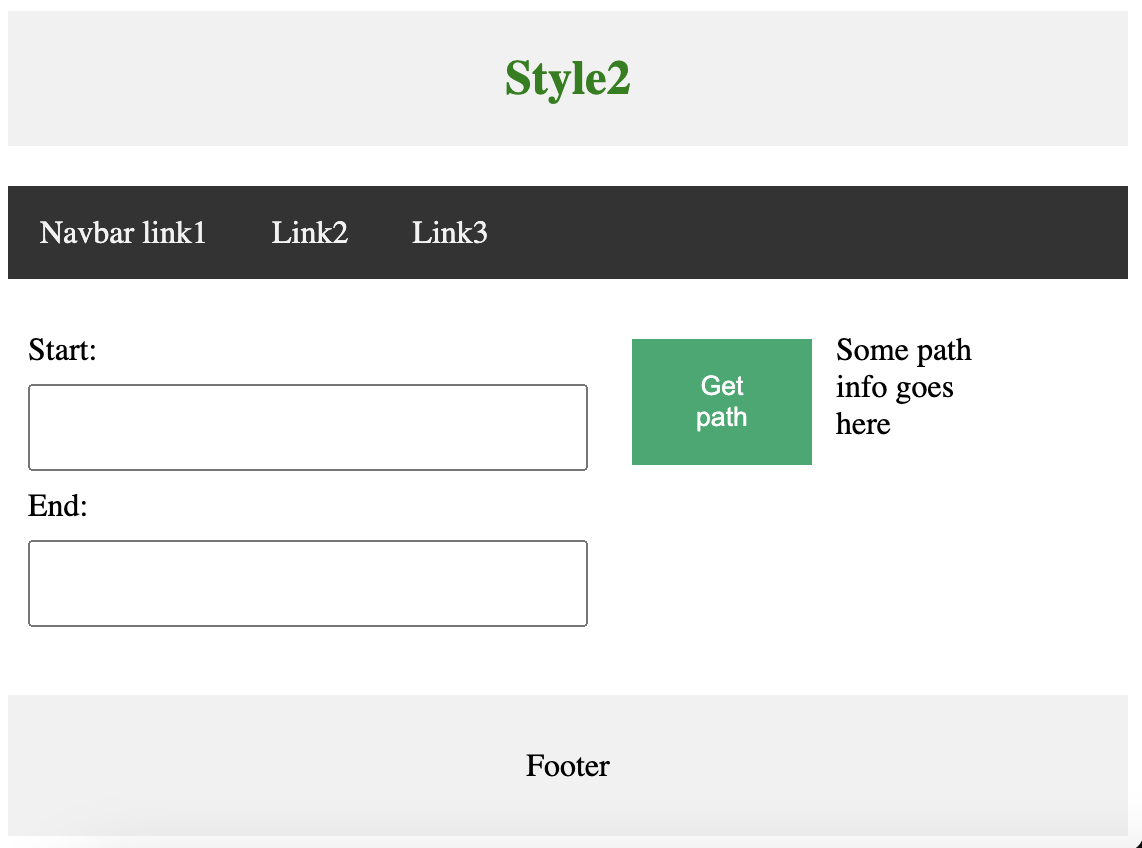 Style2
Navbar link1 Link2 Link3
Start:
Get
path
Some path
info goes
here
End:
Footer